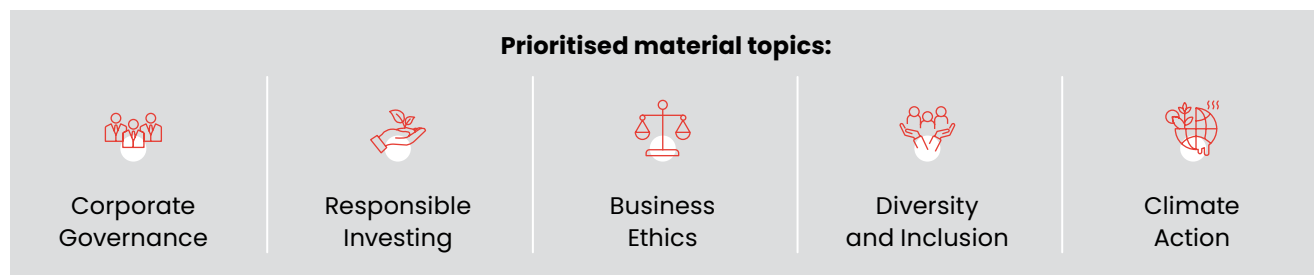 Prioritised material topics:
Corporate
Governance
Responsible
Investing
Business
Ethics
Diversity
and Inclusion
Climate
Action